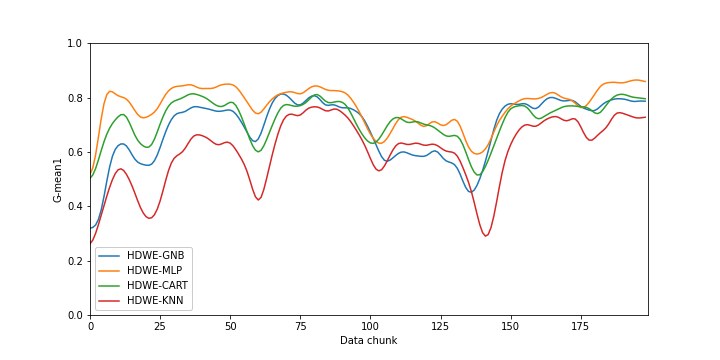 1.0
0.8
0.6
0.4
0.2
0.0
G-mean1
HDWE-GNB
HDWE-MLP
HDWE-CART
HDWE-KNN
0 25 50 75 100 125 150 175
Data chunk